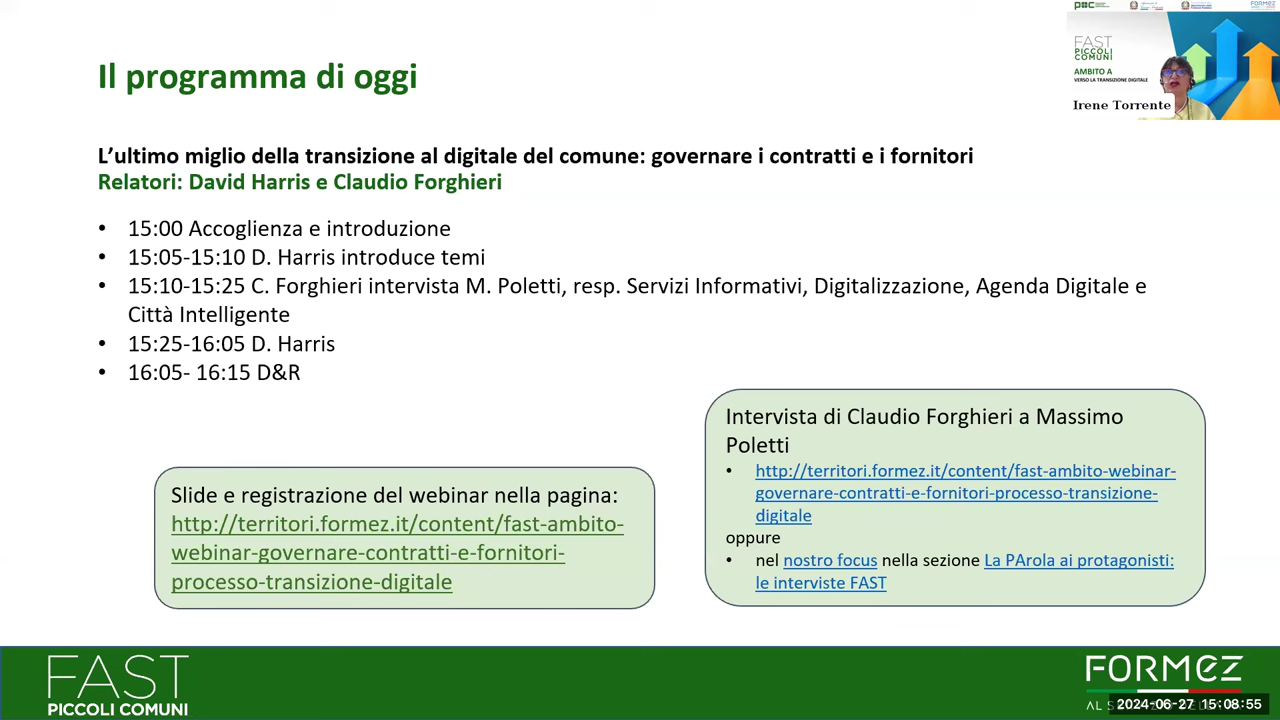 Il programma di oggi
FAST
PICCOLI
COMUNI
AMBITO A
VERSO LA TRANSIZIONE DIGITALE
Irene Torrente
FORMEZ
L'ultimo miglio della transizione al digitale del comune: governare i contratti e i fornitori
Relatori: David Harris e Claudio Forghieri
• 15:00 Accoglienza e introduzione
• 15:05-15:10 D. Harris introduce temi
• 15:10-15:25 C. Forghieri intervista M. Poletti, resp. Servizi Informativi, Digitalizzazione, Agenda Digitale e
Città Intelligente
• 15:25-16:05 D. Harris
• 16:05- 16:15 D&R
Slide e registrazione del webinar nella pagina:
http://territori.formez.it/content/fast-ambito-
webinar-governare-contratti-e-fornitori-
processo-transizione-digitale
Intervista di Claudio Forghieri a Massimo
Poletti
• http://territori.formez.it/content/fast-ambito-webinar-
governare-contratti-e-fornitori-processo-transizione-
digitale
oppure
• nel nostro focus nella sezione La PArola ai protagonisti:
le interviste FAST
FAST
PICCOLI COMUNI
FORMEZ
AL
2024-06-27 15:08:55